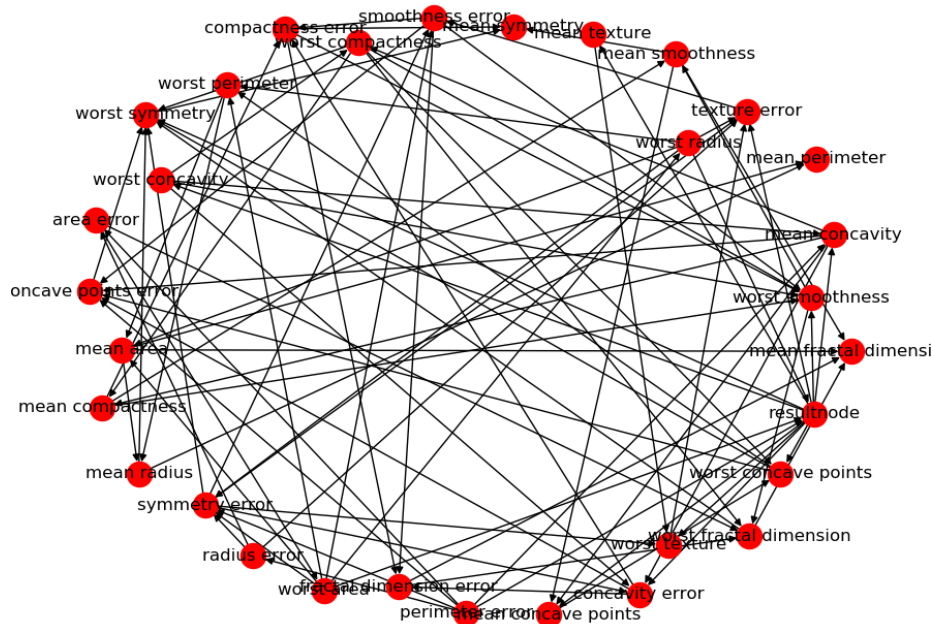 smoothness error
compactness error
mean symmetry
mean texture
worst compactness
mean smoothness
worst perimeter
worst symmetry
texture error
worst radius
mean perimeter
worst concavity
area error
mean concavity
oncave points error
worst smoothness
mean area
mean fractal dimensi
mean compactness
resultnode
mean radius
worst concave points
symmetry error
worst fractal dimension
worst texture
radius error
fractal dimension error
worst area
concavity error
perimeter error
mean concave points